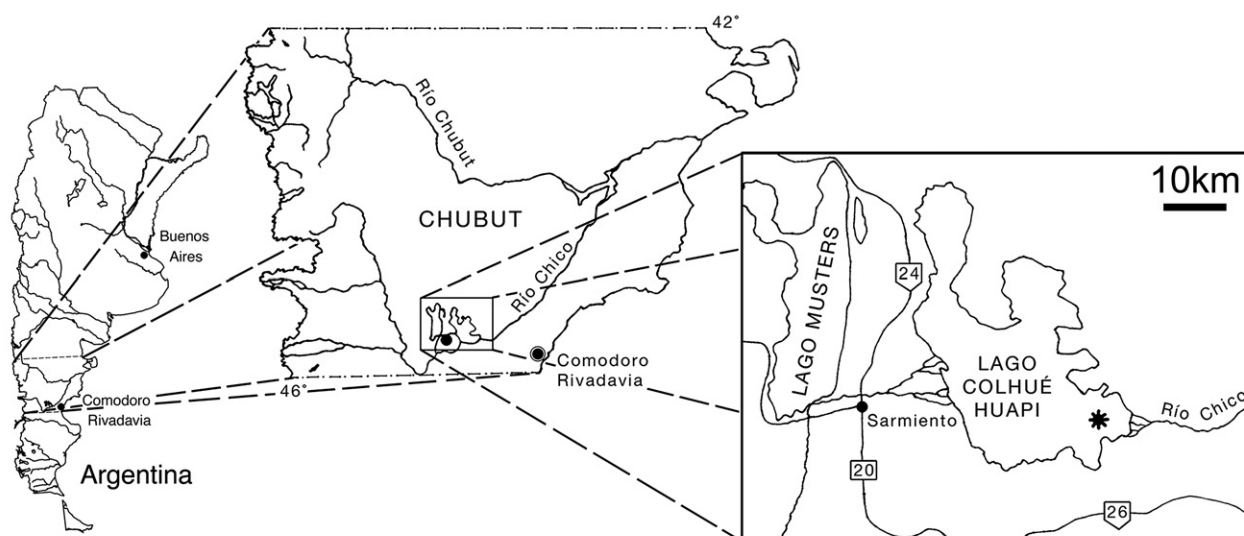 Buenos
Aires
Comodoro
Rivadavia
Argentina
42°
Río Chubut
CHUBUT
Río Chico
Comodoro
Rivadavia
46°
10km
LAGO MUSTERS
24
LAGO
COLHUÉ
HUAPI
Río Chico
Sarmiento
20
26